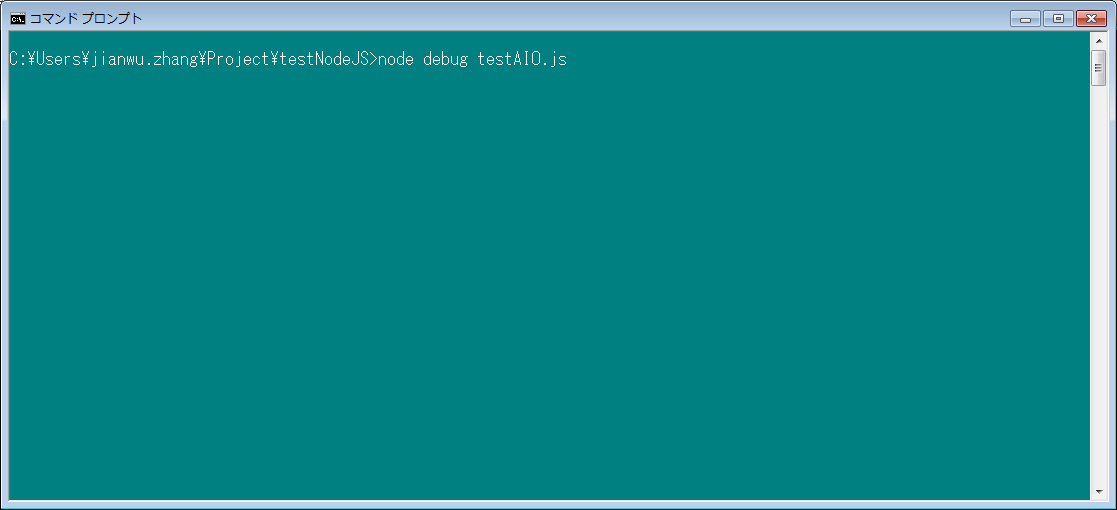 コマンド プロンプト
C:¥Users¥jianwu.zhang¥Project¥testNodeJS>node debug testAIO.js